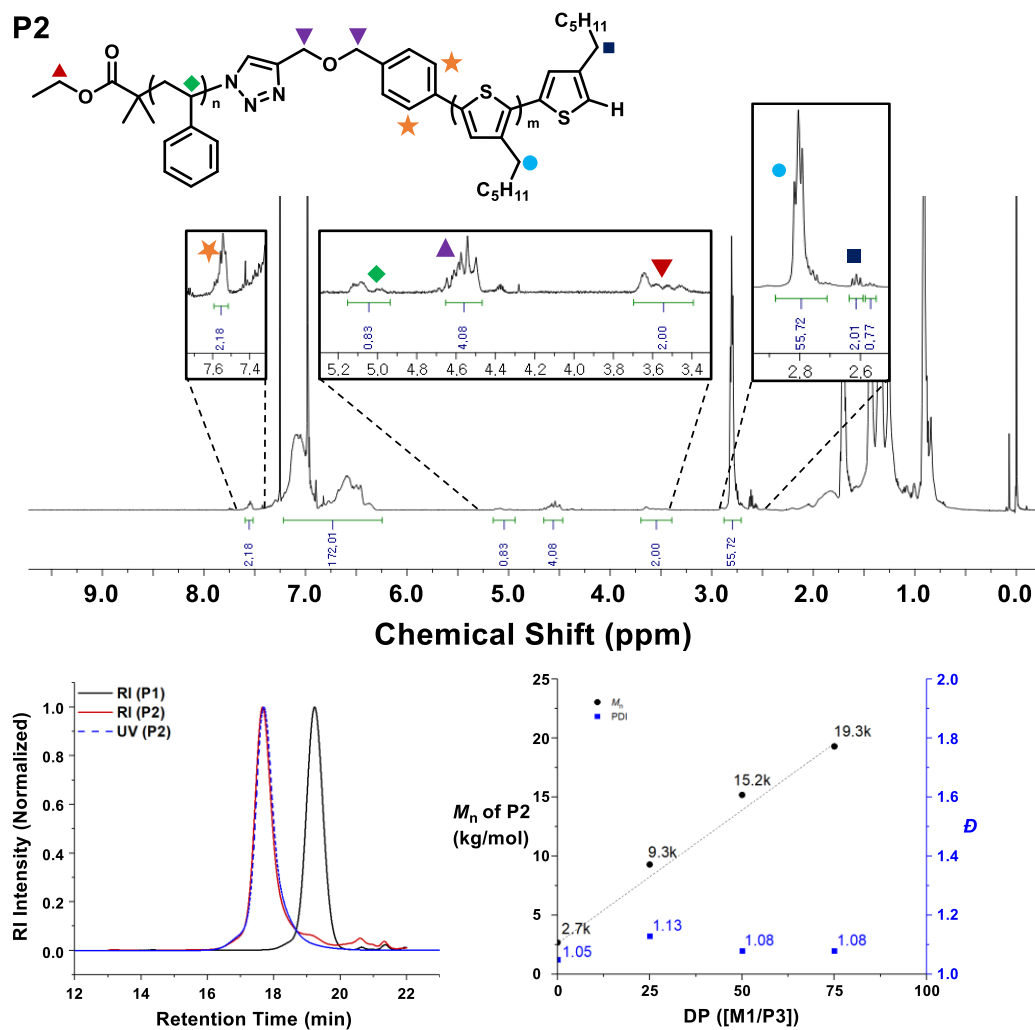 P2
O
O
n
N
N
N
O
S
m
S
H
C5H11
C5H11
2,18
7.6 7.4
0,83
4,08
2,00
5.2 5.0 4.8 4.6 4.4 4.2 4.0 3.8 3.6 3.4
55,72
2,01
0,77
2.8 2.6
2,18
172,01
0,83
4,08
2,00
55,72
9.0 8.0 7.0 6.0 5.0 4.0 3.0 2.0 1.0 0.0
Chemical Shift (ppm)
RI (P1)
RI (P2)
UV (P2)
RI Intensity (Normalized)
1.0
0.8
0.6
0.4
0.2
0.0
12 14 16 18 20 22
Retention Time (min)
Mn
PDI
Mn of P2
(kg/mol)
25
20
15
10
5
0
2.7k
9.3k
15.2k
19.3k
1.05
1.13
1.08
1.08
2.0
1.8
1.6
1.4
1.2
1.0
Đ
0 25 50 75 100
DP ([M1/P3])